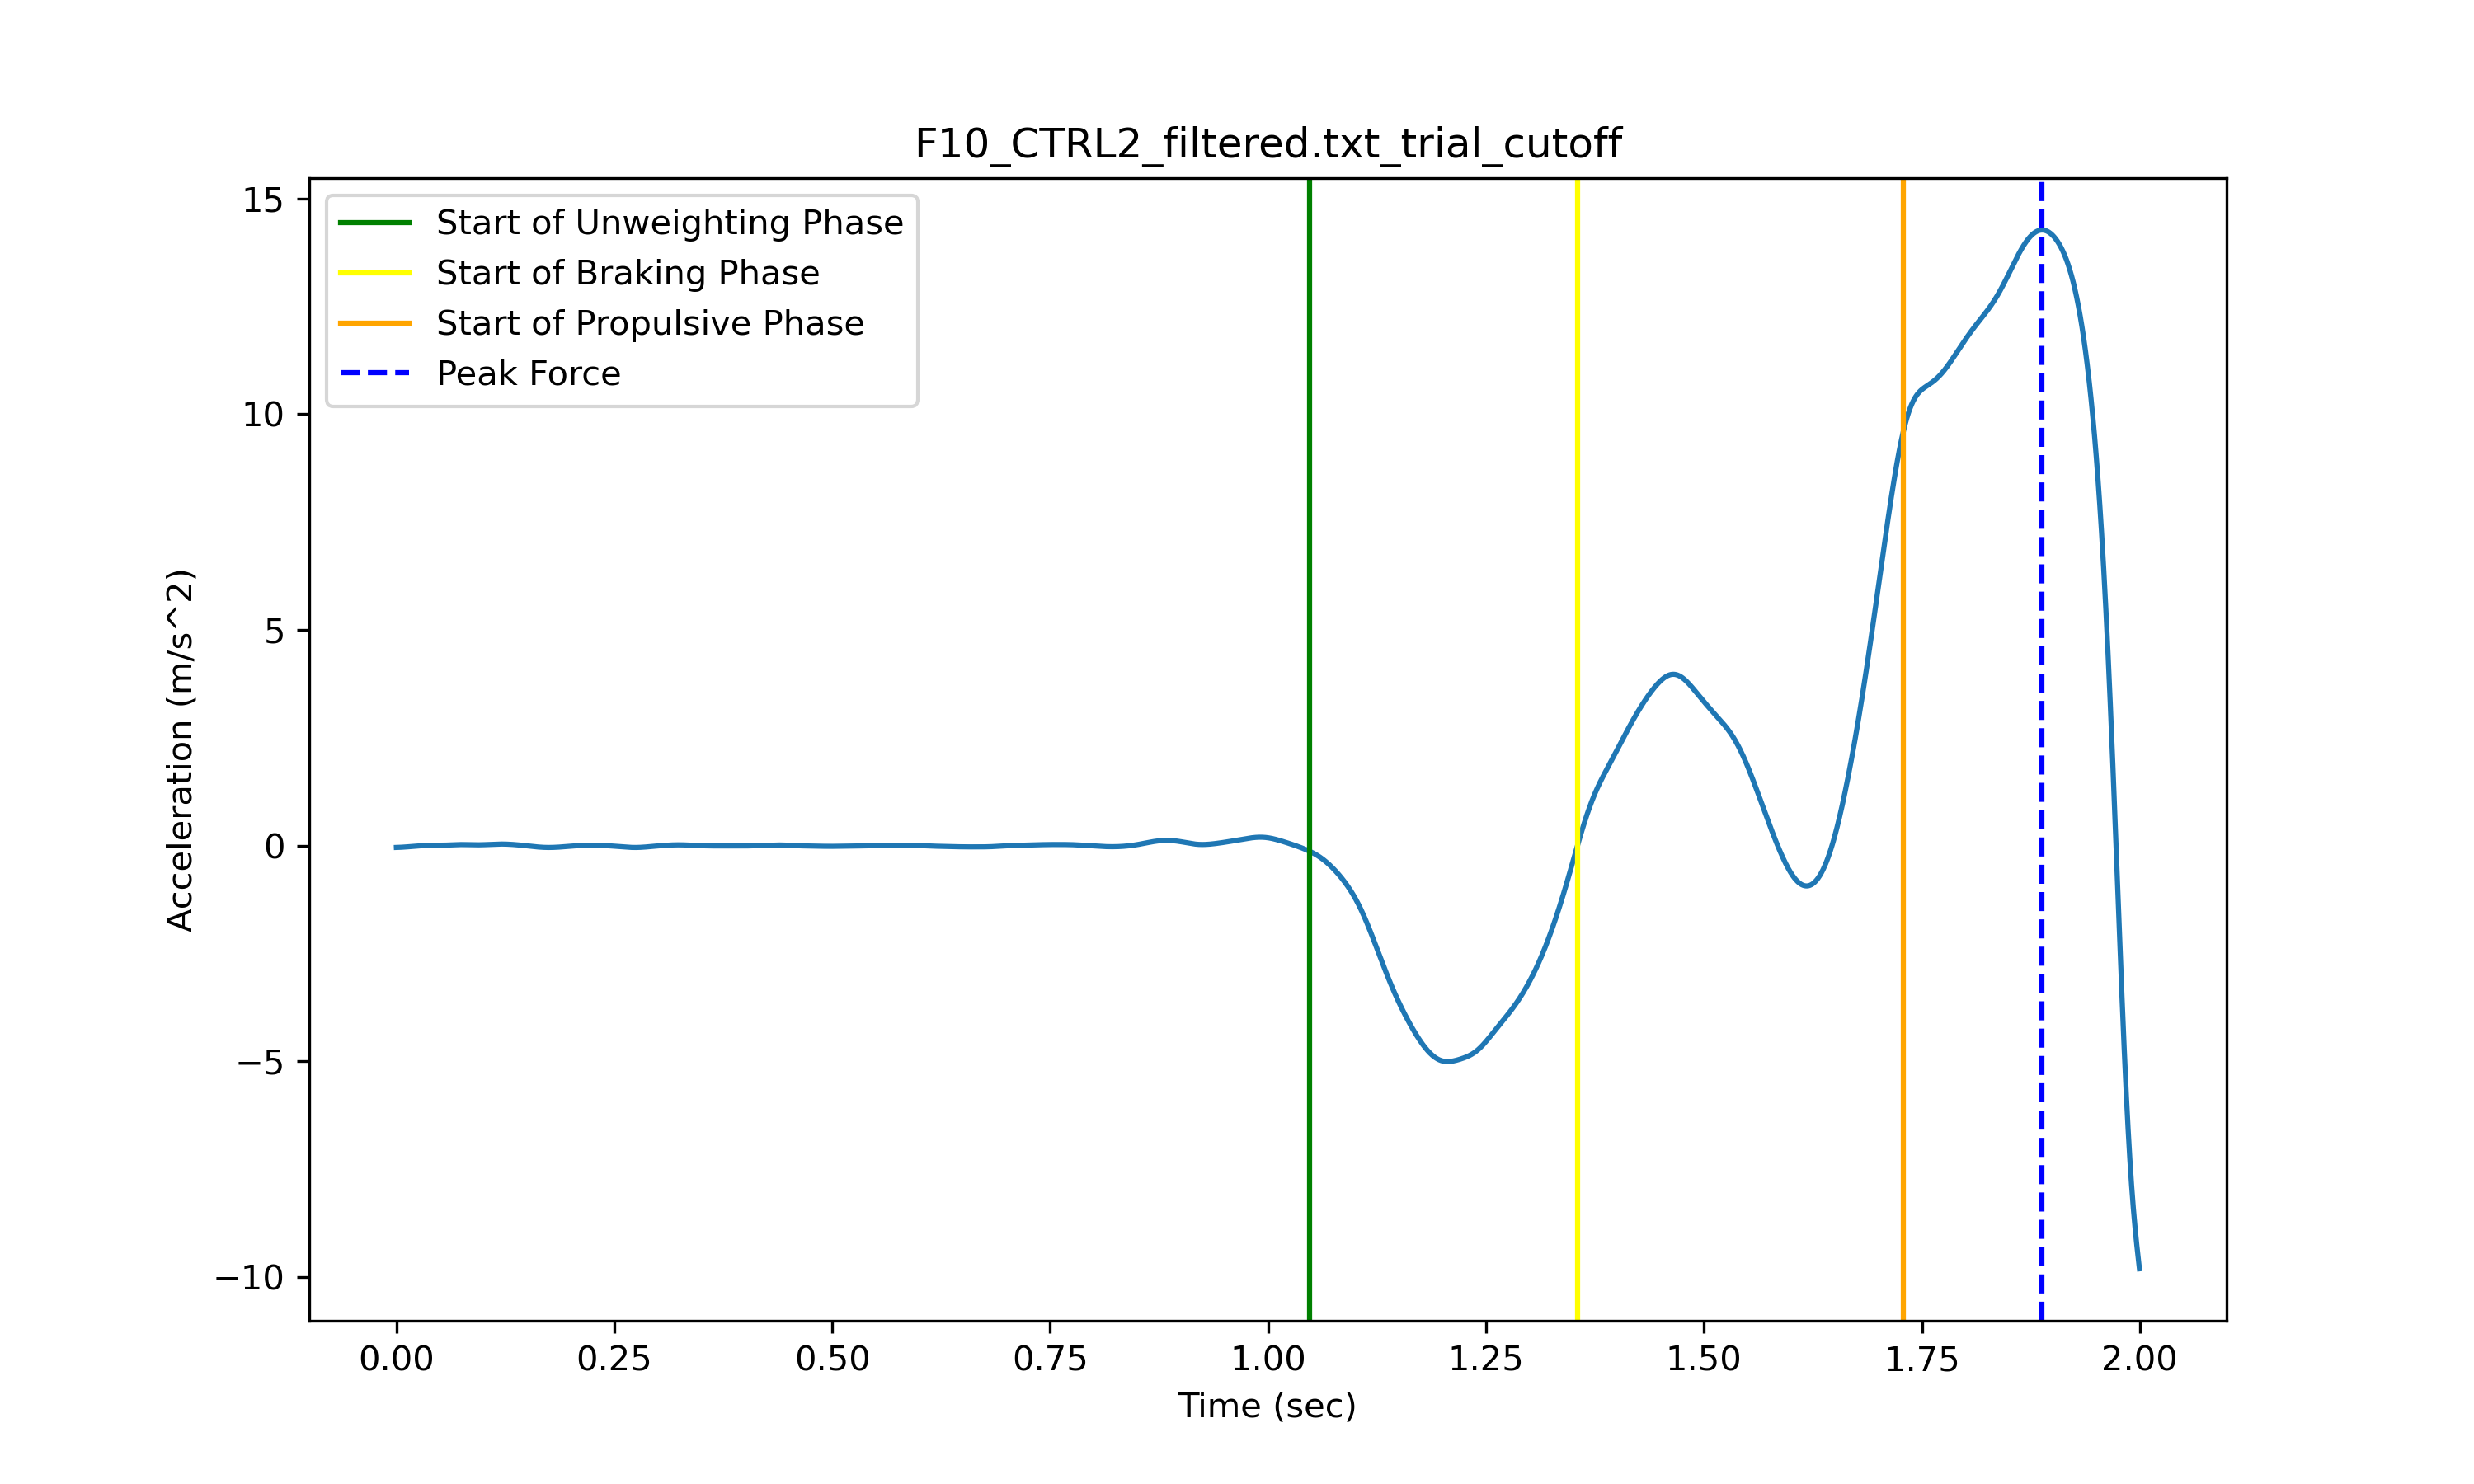 F10_CTRL2_filtered.txt_trial_cutoff
Start of Unweighting Phase
Start of Braking Phase
Start of Propulsive Phase
Peak Force
Acceleration (m/s^2)
15
10
5
0
−5
−10
0.00 0.25 0.50 0.75 1.00 1.25 1.50 1.75 2.00
Time (sec)